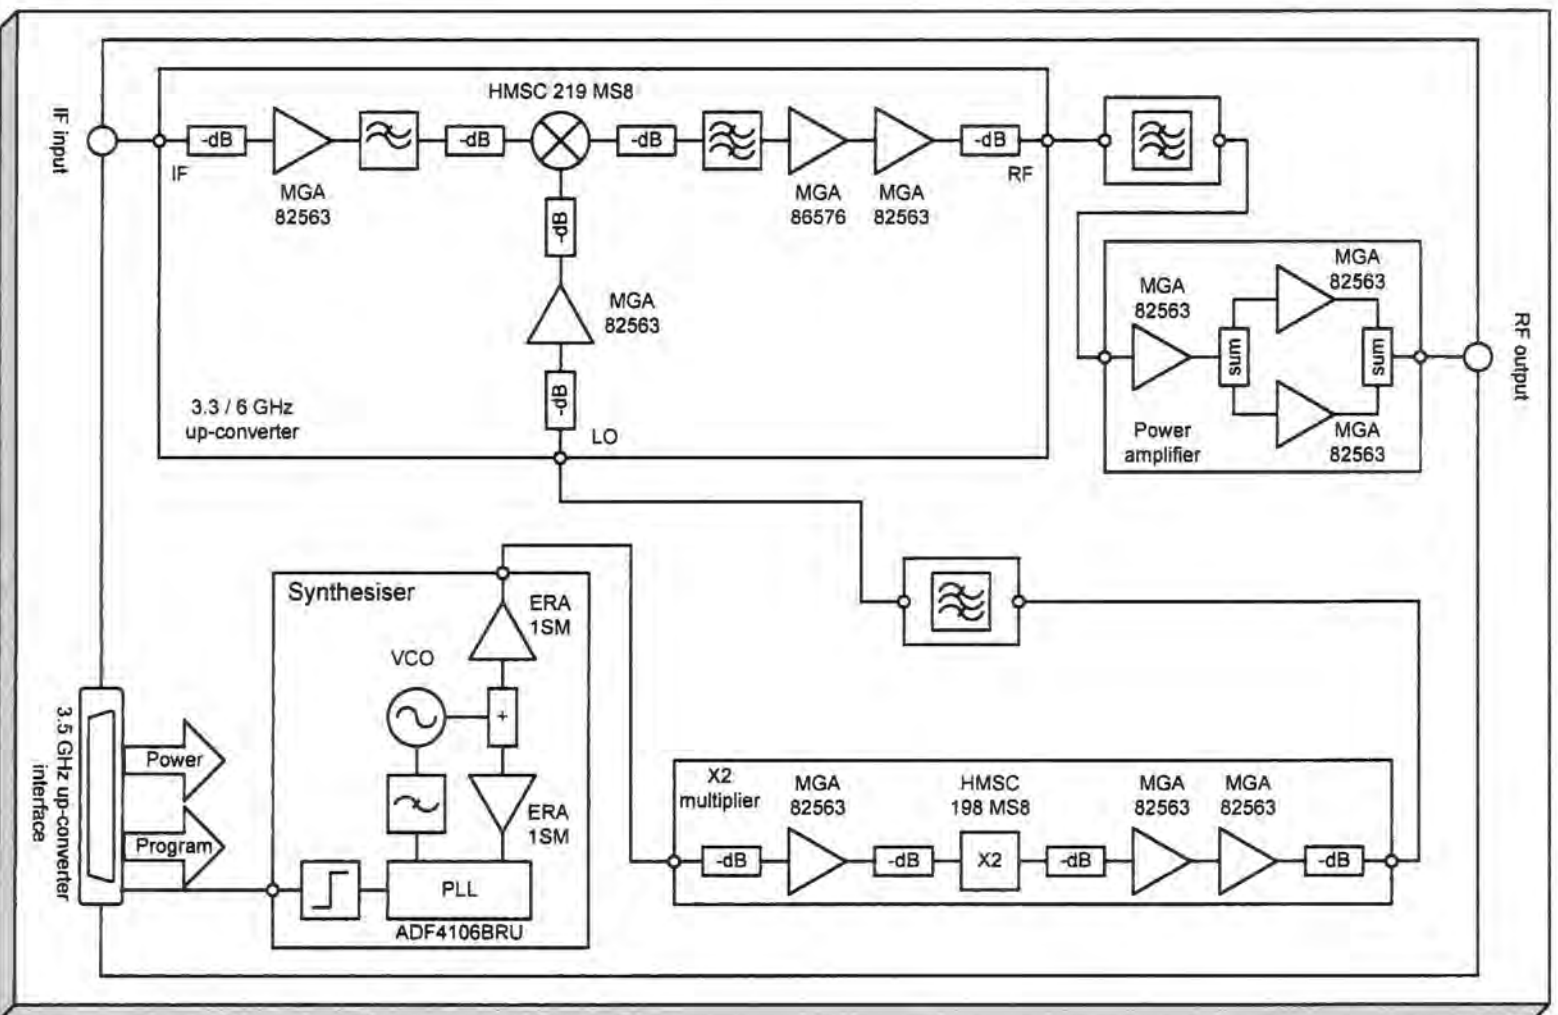 HMSC 219 MS8
IF input
-dB
-dB
-dB
-dB
IF
RF
MGA
82563
MGA
86576
MGA
82563
-dB
MGA
82563
-dB
3.3 / 6 GHz
up-converter
LO
MGA
82563
MGA
82563
sum
sum
MGA
82563
Power
amplifier
RF output
Synthesiser
ERA
1SM
VCO
+
ERA
1SM
PLL
ADF4106BRU
3.5 GHz up-converter
interface
Power
Program
X2
multiplier
MGA
82563
HMSC
198 MS8
MGA
82563
MGA
82563
-dB
-dB
X2
-dB
-dB